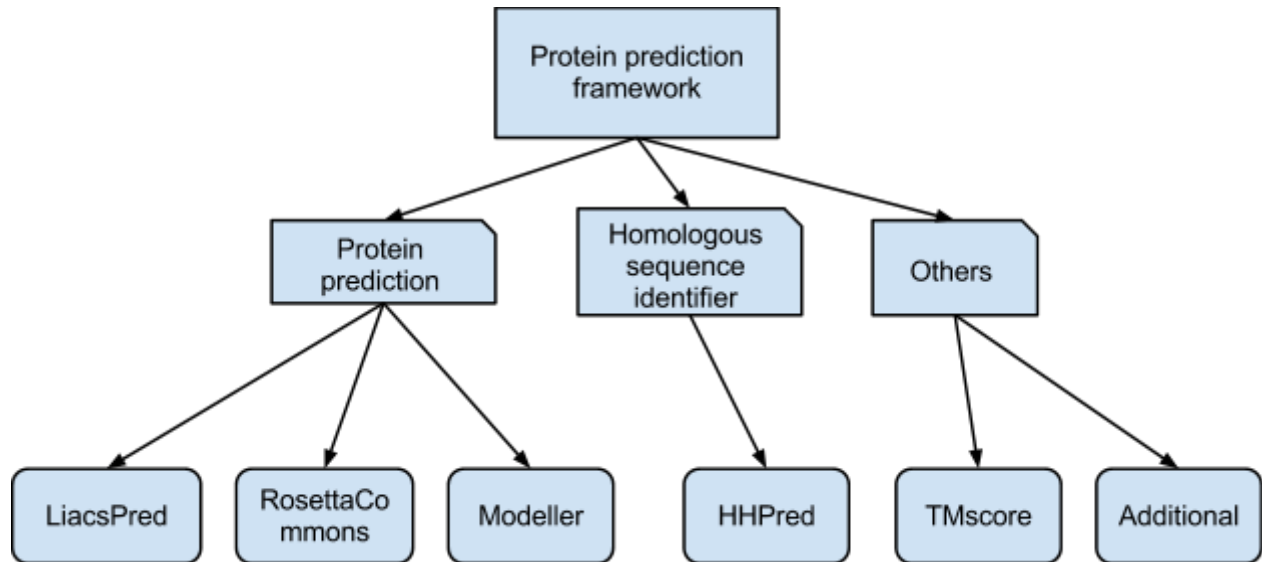 Protein prediction
framework
Protein
prediction
Homologous
sequence
identifier
Others
LiacsPred
RosettaCo
mmons
Modeller
HHPred
TMscore
Additional